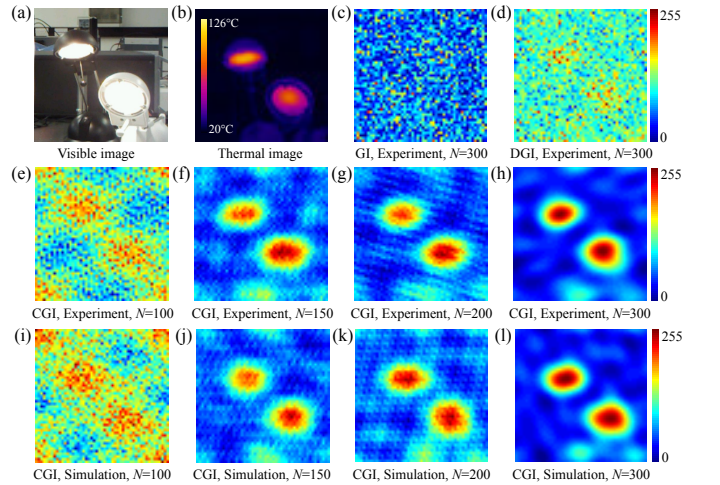 (a) (b) (c) (d)
126°C 255
20°C 0
Visible image Thermal image GI, Experiment, N=300 DGI, Experiment, N=300
(e) (f) (g) (h) 255
0
CGI, Experiment, N=100 CGI, Experiment, N=150 CGI, Experiment, N=200 CGI, Experiment, N=300
(i) (j) (k) (l) 255
0
CGI, Simulation, N=100 CGI, Simulation, N=150 CGI, Simulation, N=200 CGI, Simulation, N=300